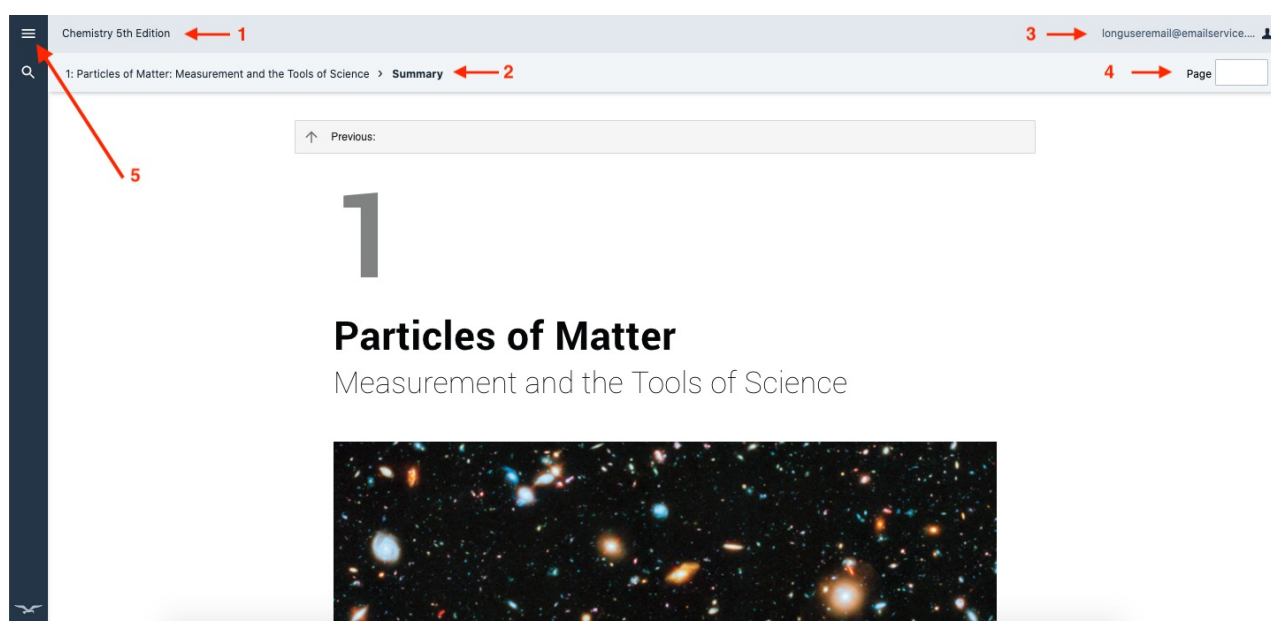 Chemistry 5th Edition 1 3 longuseremail@emailservice....
1: Particles of Matter: Measurement and the Tools of Science > Summary 2 4 Page
Previous:
5
1
Particles of Matter
Measurement and the Tools of Science